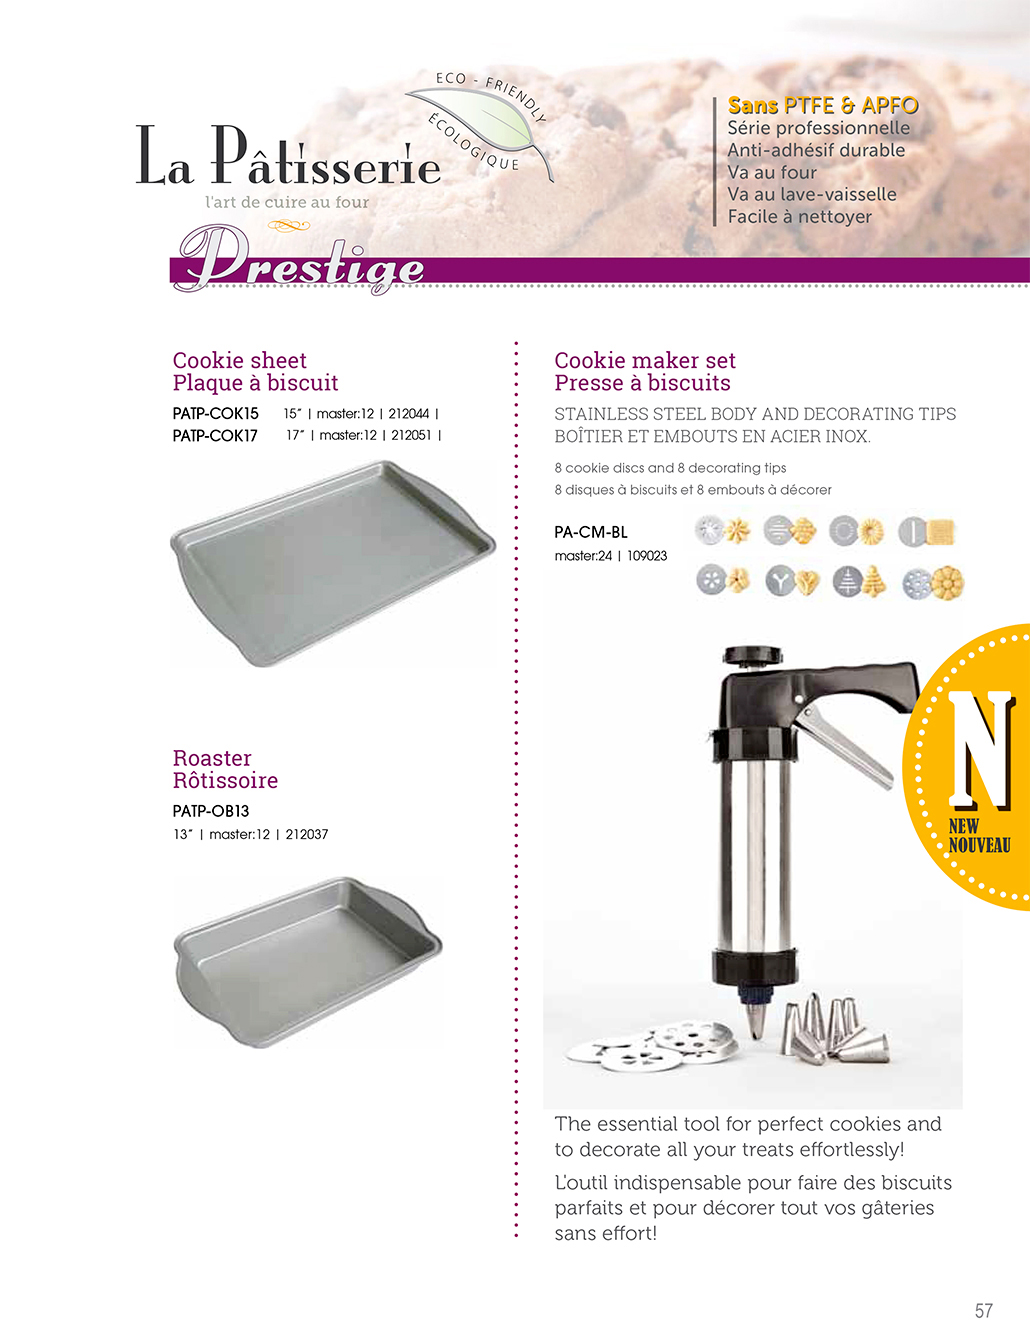 ECO - FRIENDLY
ÉCOLOGIQUE
La Pâtisserie
l'art de cuire au four
Prestige
Sans PTFE & APFO
Série professionnelle
Anti-adhésif durable
Va au four
Va au lave-vaisselle
Facile à nettoyer
Cookie sheet
Plaque à biscuit
PATP-COK15 15" | master:12 | 212044 |
PATP-COK17 17" | master:12 | 212051 |
Roaster
Rôtissoire
PATP-OB13
13" | master:12 | 212037
Cookie maker set
Presse à biscuits
STAINLESS STEEL BODY AND DECORATING TIPS
BOÎTIER ET EMBOUTS EN ACIER INOX.
8 cookie discs and 8 decorating tips
8 disques à biscuits et 8 embouts à décorer
PA-CM-BL
master:24 | 109023
N
NEW
NOUVEAU
The essential tool for perfect cookies and
to decorate all your treats effortlessly!
L'outil indispensable pour faire des biscuits
parfaits et pour décorer tout vos gâteries
sans effort!
57